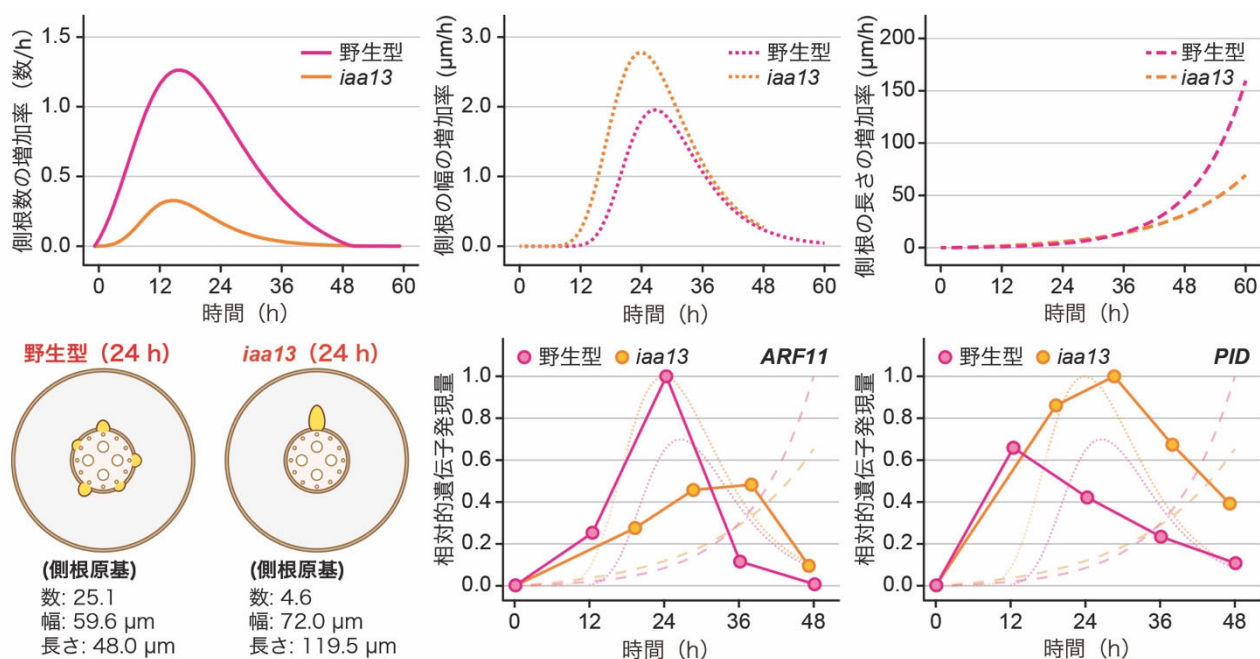 側根数の増加率（数/h）
1.5
1.0
0.5
0.0
野生型
iaa13
0 12 24 36 48 60
時間（h）
側根の幅の増加率 (μm/h)
3.0
2.0
1.0
0.0
野生型
iaa13
0 12 24 36 48 60
時間（h）
側根の長さの増加率 (μm/h)
200
150
100
50
0
野生型
iaa13
0 12 24 36 48 60
時間（h）
野生型（24 h）
(側根原基)
数: 25.1
幅: 59.6 μm
長さ: 48.0 μm
iaa13（24 h）
(側根原基)
数: 4.6
幅: 72.0 μm
長さ: 119.5 μm
野生型 iaa13 ARF11
相対的遺伝子発現量
1.0
0.8
0.6
0.4
0.2
0.0
0 12 24 36 48
時間（h）
野生型 iaa13 PID
相対的遺伝子発現量
1.0
0.8
0.6
0.4
0.2
0.0
0 12 24 36 48
時間（h）